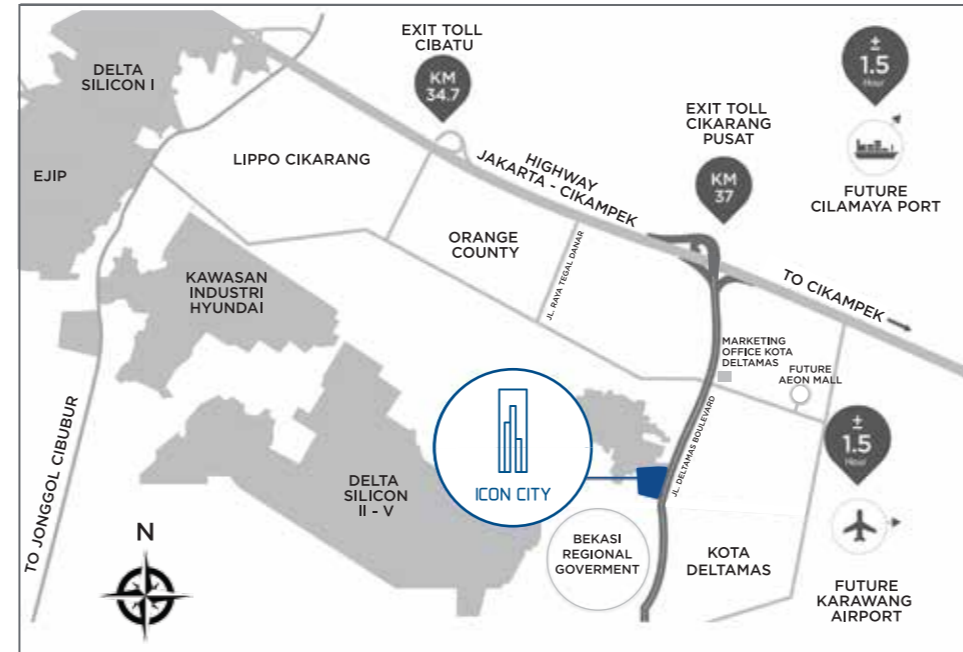 EXIT TOLL
CIBATU
KM
34.7
±
1.5
Hour
DELTA
SILICON I
EXIT TOLL
CIKARANG
PUSAT
KM
37
EJIP
LIPPO CIKARANG
HIGHWAY
JAKARTA - CIKAMPEK
FUTURE
CILAMAYA PORT
ORANGE
COUNTY
JL. RAYA TEGAL DANAR
KAWASAN
INDUSTRI
HYUNDAI
TO CIKAMPEK
MARKETING
OFFICE KOTA
DELTAMAS
FUTURE
AEON MALL
TO JONGGOL CIBUBUR
JL. DELTAMAS BOULEVARD
±
1.5
Hour
DELTA
SILICON
II - V
ICON CITY
N
BEKASI
REGIONAL
GOVERMENT
KOTA
DELTAMAS
FUTURE
KARAWANG
AIRPORT